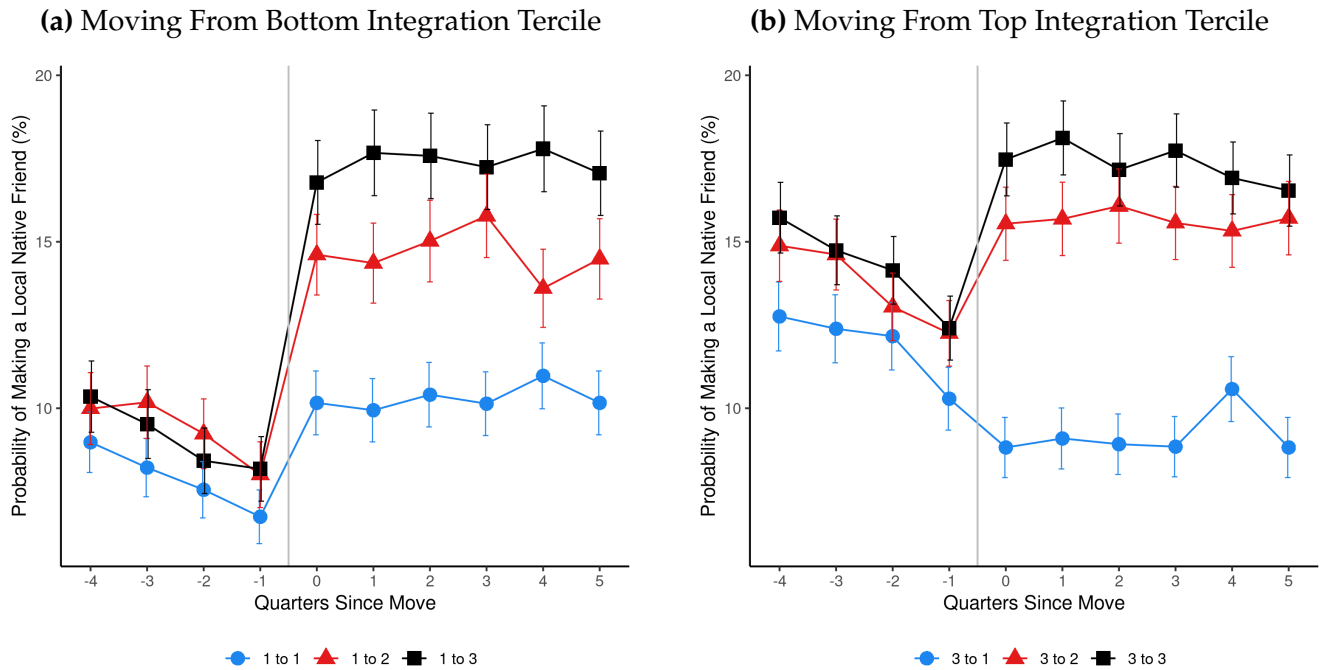 (a) Moving From Bottom Integration Tercile
Probability of Making a Local Native Friend (%)
20
15
10
-4 -3 -2 -1 0 1 2 3 4 5
Quarters Since Move
1 to 1 1 to 2 1 to 3
(b) Moving From Top Integration Tercile
Probability of Making a Local Native Friend (%)
20
15
10
-4 -3 -2 -1 0 1 2 3 4 5
Quarters Since Move
3 to 1 3 to 2 3 to 3